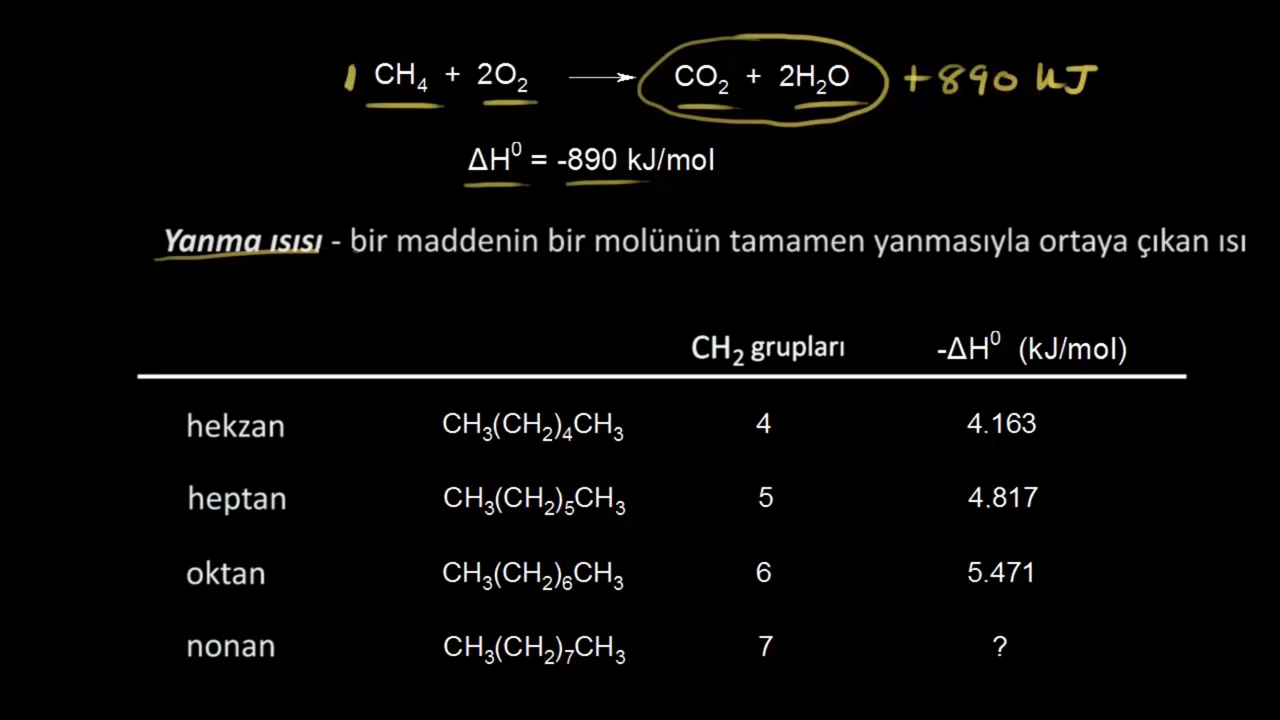 1 CH₄ + 2O₂ → CO₂ + 2H₂O +890 kJ
ΔH⁰ = -890 kJ/mol
Yanma ısısı - bir maddenin bir molünün tamamen yanmasıyla ortaya çıkan ısı
CH₂ grupları -ΔH⁰ (kJ/mol)
hekzan CH₃(CH₂)₄CH₃ 4 4.163
heptan CH₃(CH₂)₅CH₃ 5 4.817
oktan CH₃(CH₂)₆CH₃ 6 5.471
nonan CH₃(CH₂)₇CH₃ 7 ?